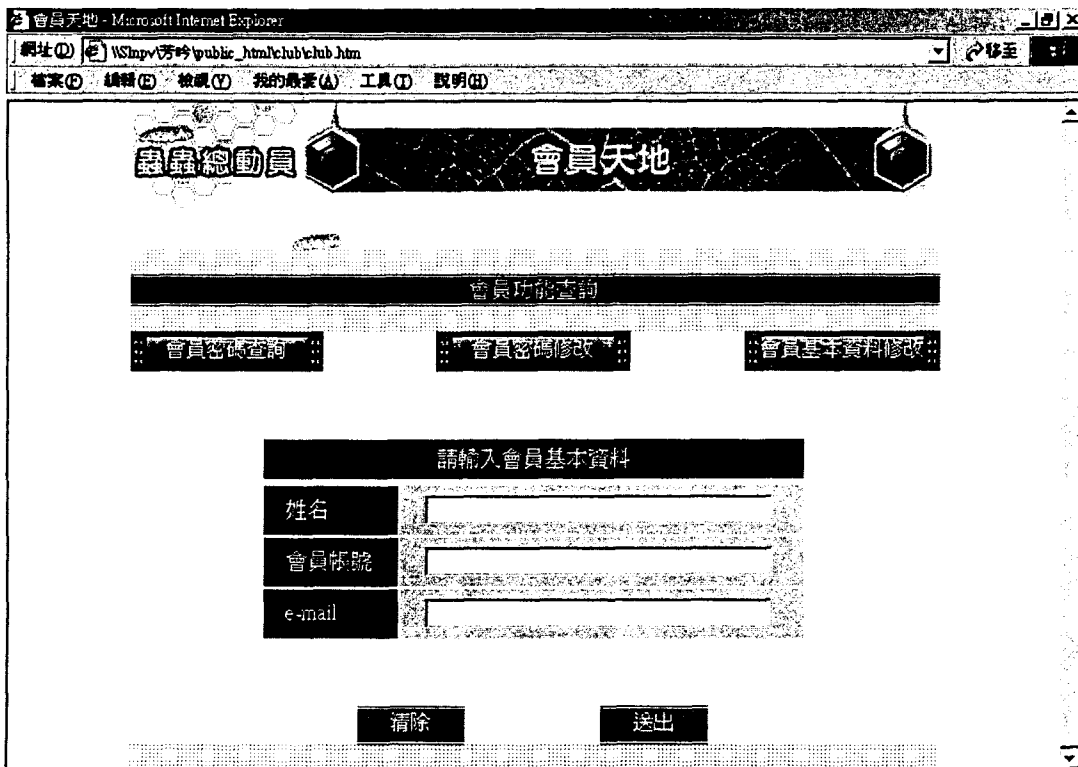 會員天地 - Microsoft Internet Explorer
網址(D) \\Slnpv\芳吟\public_html\club\club.htm 移至
檔案(F) 編輯(E) 檢視(V) 我的最愛(A) 工具(T) 說明(H)
蟲蟲總動員 會員天地
會員功能查詢
會員密碼查詢 會員密碼修改 會員基本資料修改
請輸入會員基本資料
姓名
會員帳號
e-mail
清除 送出